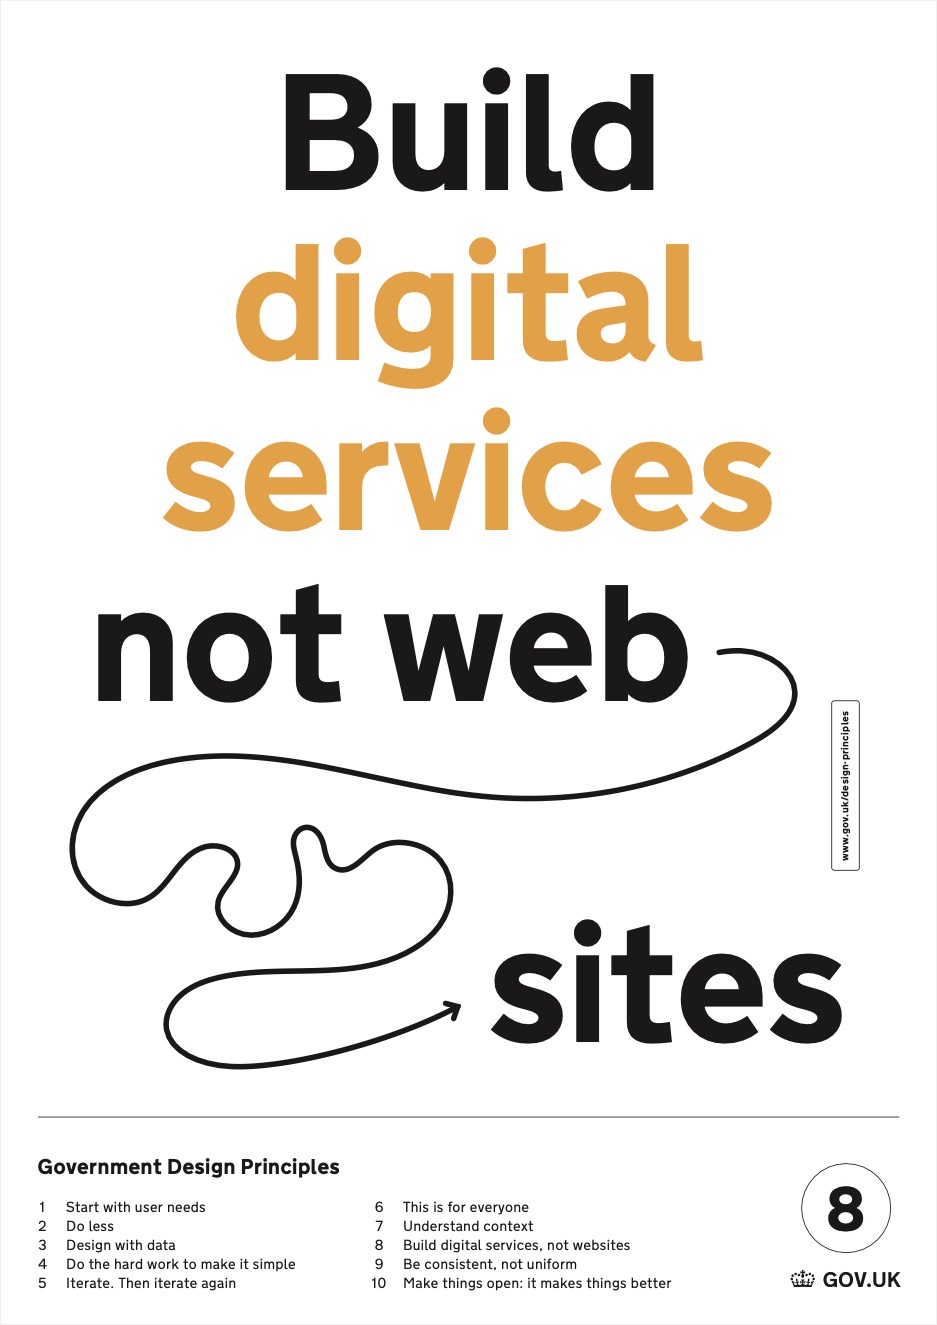 Build
digital
services
not web
sites
www.gov.uk/design-principles
Government Design Principles
1 Start with user needs
2 Do less
3 Design with data
4 Do the hard work to make it simple
5 Iterate. Then iterate again
6 This is for everyone
7 Understand context
8 Build digital services, not websites
9 Be consistent, not uniform
10 Make things open: it makes things better
8
GOV.UK